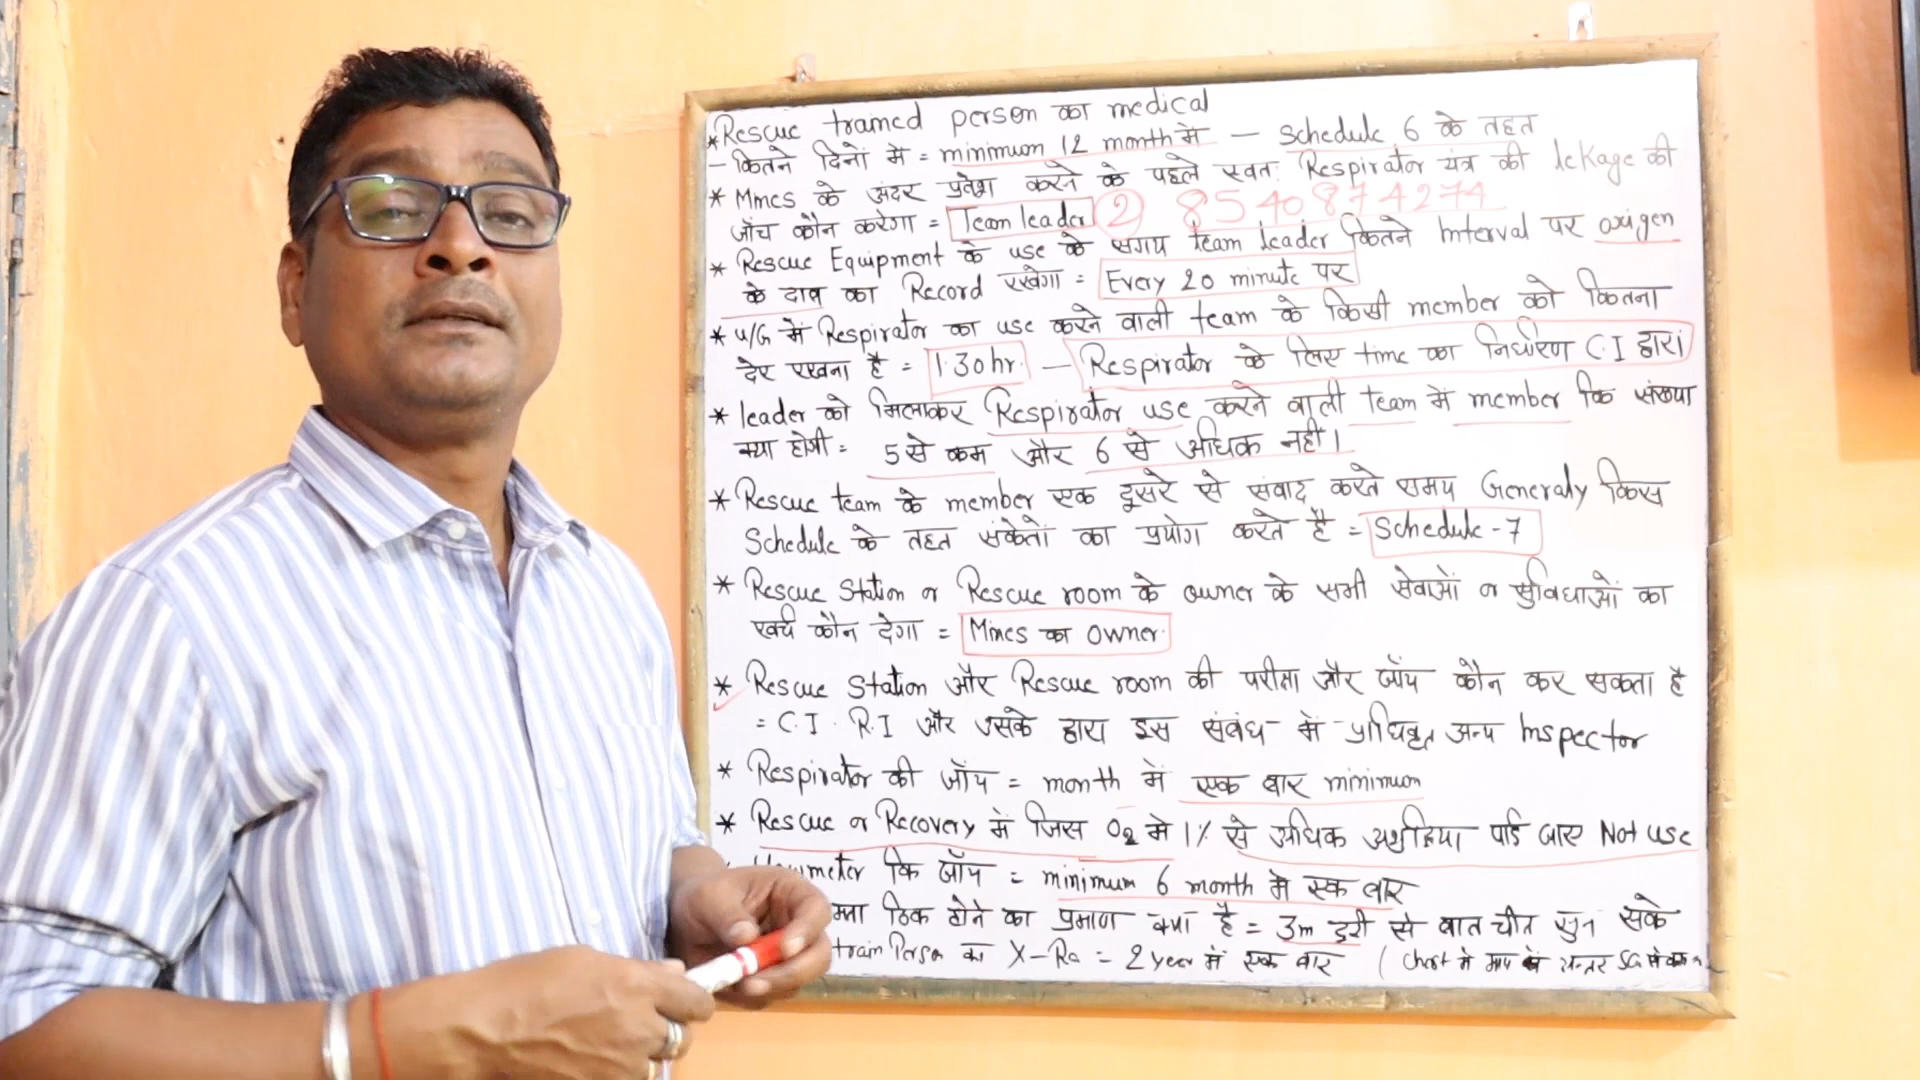 * Rescue trained person का medical
- कितने दिनों में = minimum 12 month में - Schedule 6 के तहत
* Mines के अंदर प्रवेश करने के पहले स्वतः Respirator यंत्र की lekage की
जाँच कौन करेगा = Team leader ② 8540874274
* Rescue Equipment के use के समय team leader कितने Interval पर oxigen
के दाब का Record रखेगा = Every 20 minute पर
* U/G में Respirator का use करने वाली team के किसी member को कितना
देर रखना है = 1.30 hr. - Respirator के लिए time का निर्धारण C.I द्वारा
* leader को मिलाकर Respirator use करने वाली team में member कि संख्या
क्या होगी = 5 से कम और 6 से अधिक नहीं।
* Rescue team के member एक दूसरे से संवाद करते समय Generaly किस
Schedule के तहत संकेतों का प्रयोग करते है = Schedule - 7
* Rescue Station or Rescue room के owner के सभी सेवाओं or सुविधाओं का
खर्च कौन देगा = Mines का Owner.
* Rescue Station और Rescue room की परीक्षा और जाँच कौन कर सकता है
= C.I. R.I और उसके द्वारा इस संबंध में प्राधिकृत अन्य Inspector
* Respirator की जाँच = month में एक बार minimum
* Rescue or Recovery में जिस O2 में 1% से अधिक अशुद्धिया पाई जाए Not use
meter कि जाँच = minimum 6 month में एक बार
ठिक होने का प्रमाण क्या है = 3m दुरी से बात चीत सुन सके
train Person का X-Ra = 2 year में एक बार ( Chart में